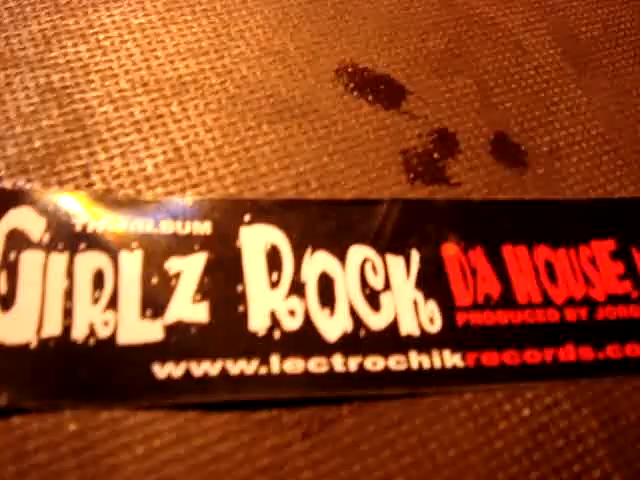 THE ALBUM
GIRLZ ROCK DA HOUSE
PRODUCED BY
www.lectrochikrecords.co